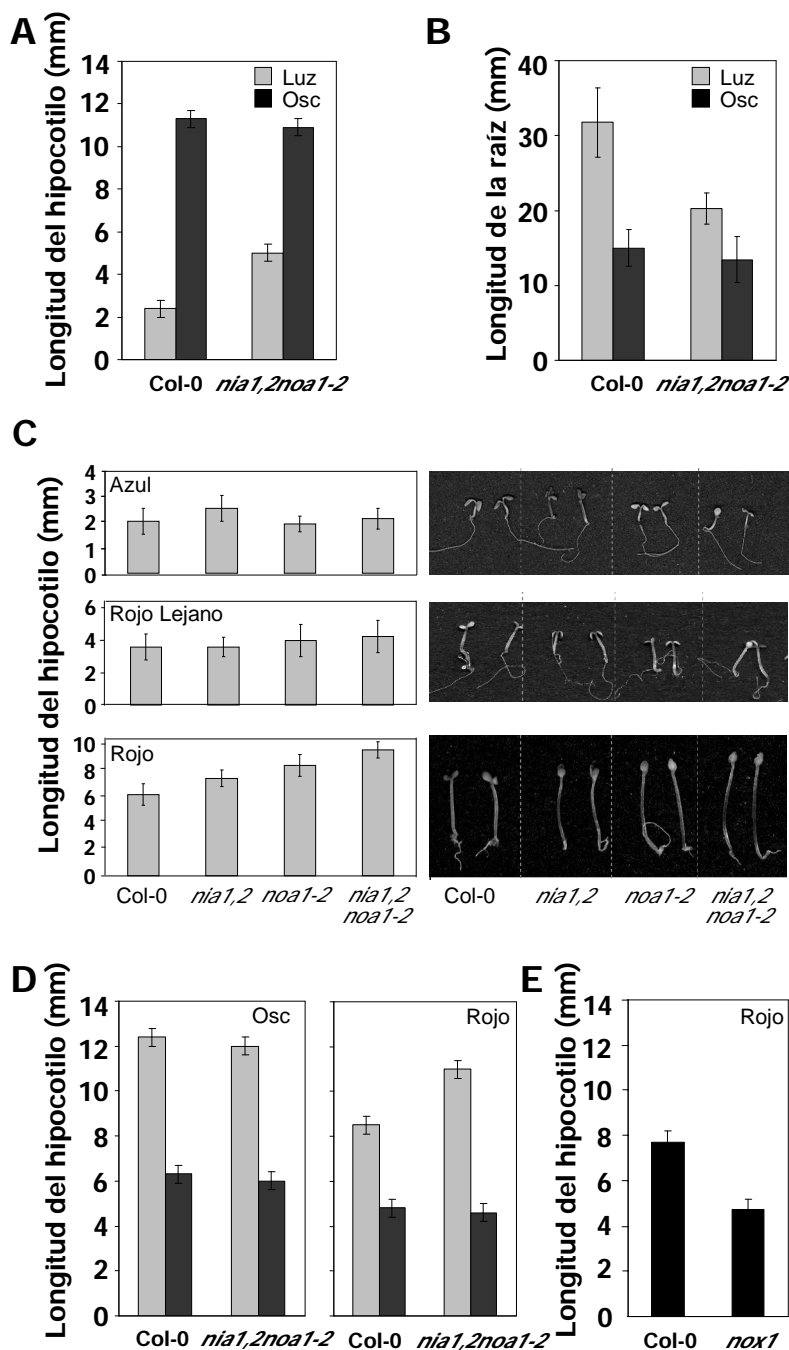 A
Longitud del hipocotilo (mm)
14
12
10
8
6
4
2
0
Luz
Osc
Col-0 nia1,2noa1-2
B
Longitud de la raíz (mm)
40
30
20
10
0
Luz
Osc
Col-0 nia1,2noa1-2
C
Longitud del hipocotilo (mm)
4
3
2
1
0
Azul
6
4
2
0
Rojo Lejano
10
8
6
4
2
0
Rojo
Col-0 nia1,2 noa1-2 nia1,2
noa1-2
Col-0 nia1,2 noa1-2 nia1,2
noa1-2
D
Longitud del hipocotilo (mm)
14
12
10
8
6
4
2
0
Osc
Col-0 nia1,2noa1-2
Rojo
Col-0 nia1,2noa1-2
E
Longitud del hipocotilo (mm)
14
12
10
8
6
4
2
0
Rojo
Col-0 nox1